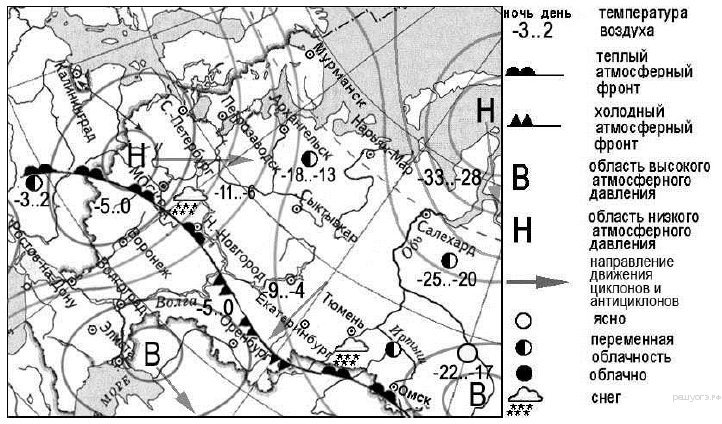 Мурманск
Калининград
С. Петербург
Петрозаводск
Архангельск
Нарьян-Мар
Н
Н
МОСКВА
-18..-13
-33..-28
-3..2
-5..0
-11..-6
Сыктывкар
Салехард
Обь
Н. Новгород
Воронеж
Ростов-на-Дону
Волгоград
-25..-20
-9..-4
Волга
-5..0
Екатеринбург
Тюмень
Иртыш
Элиста
Оренбург
В
-22..-17
В
МОРЕ
Омск
ночь день
-3..2
температура
воздуха
теплый
атмосферный
фронт
холодный
атмосферный
фронт
В
область высокого
атмосферного
давления
Н
область низкого
атмосферного
давления
направление
движения
циклонов и
антициклонов
ясно
переменная
облачность
облачно
снег
решуогэ.рф